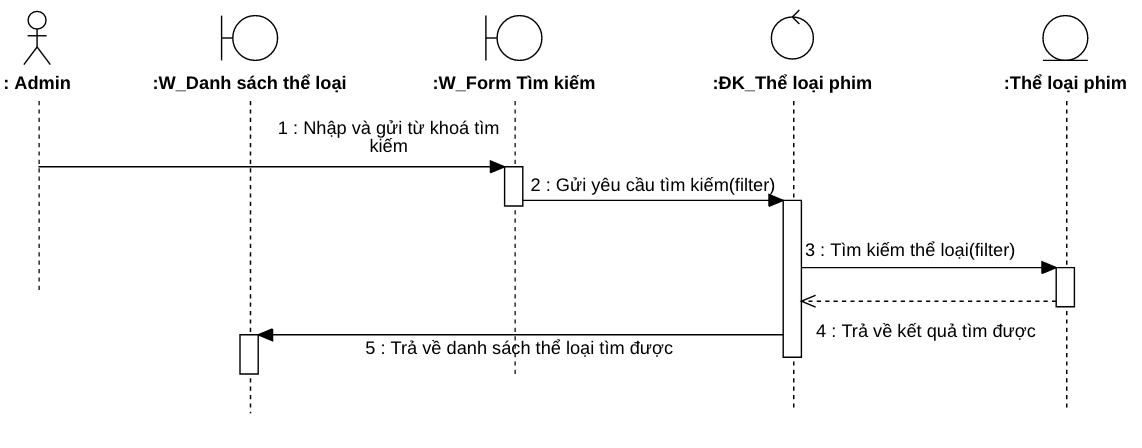 : Admin
:W_Danh sách thể loại
:W_Form Tìm kiếm
:ĐK_Thể loại phim
:Thể loại phim
1 : Nhập và gửi từ khoá tìm
kiếm
2 : Gửi yêu cầu tìm kiếm(filter)
3 : Tìm kiếm thể loại(filter)
4 : Trả về kết quả tìm được
5 : Trả về danh sách thể loại tìm được